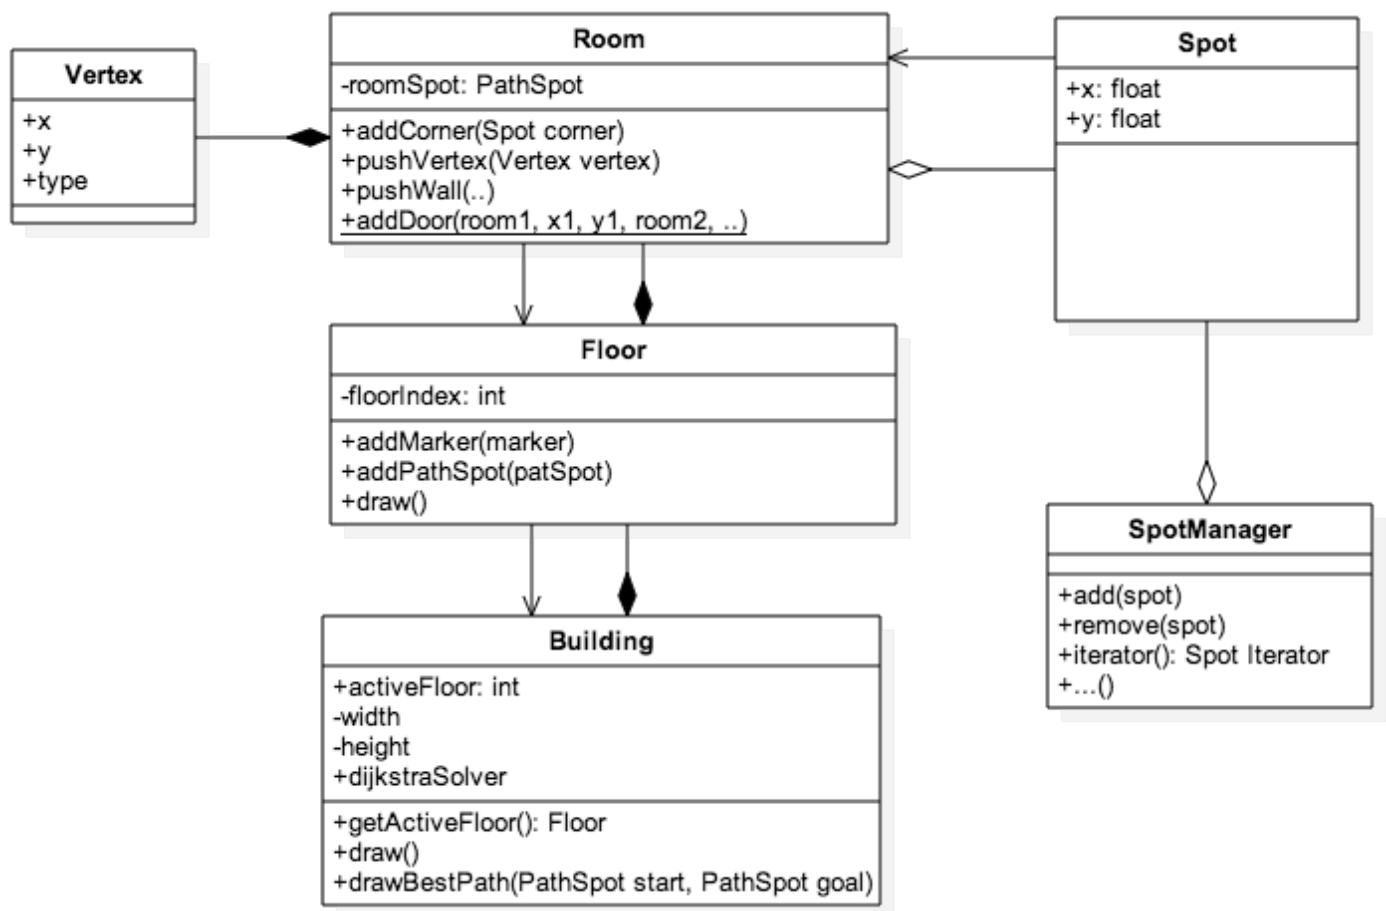 Vertex
+x
+y
+type
Room
-roomSpot: PathSpot
+addCorner(Spot corner)
+pushVertex(Vertex vertex)
+pushWall(..)
+addDoor(room1, x1, y1, room2, ..)
Spot
+x: float
+y: float
Floor
-floorIndex: int
+addMarker(marker)
+addPathSpot(patSpot)
+draw()
SpotManager
+add(spot)
+remove(spot)
+iterator(): Spot Iterator
+...()
Building
+activeFloor: int
-width
-height
+dijkstraSolver
+getActiveFloor(): Floor
+draw()
+drawBestPath(PathSpot start, PathSpot goal)